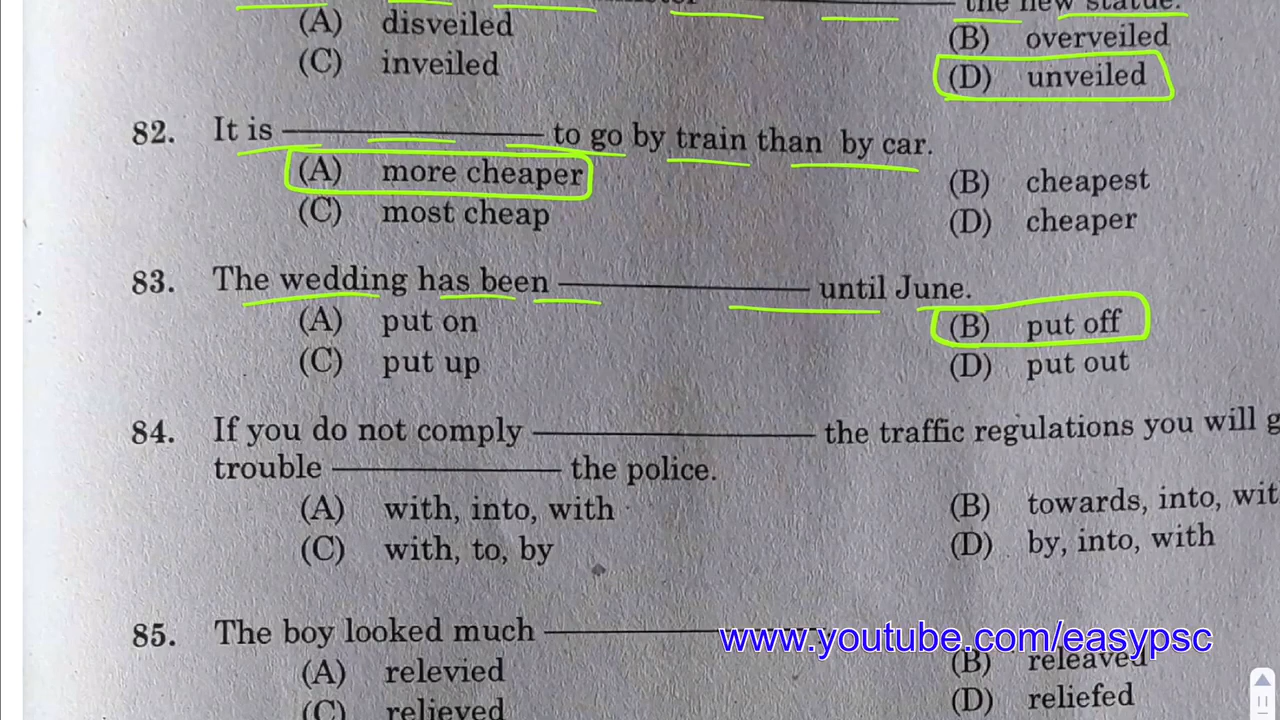 the new statue.
(A) disveiled (B) overveiled
(C) inveiled (D) unveiled
82. It is ____________ to go by train than by car.
(A) more cheaper (B) cheapest
(C) most cheap (D) cheaper
83. The wedding has been ____________ until June.
(A) put on (B) put off
(C) put up (D) put out
84. If you do not comply ____________ the traffic regulations you will g
trouble ____________ the police.
(A) with, into, with (B) towards, into, wit
(C) with, to, by (D) by, into, with
85. The boy looked much ____________
www.youtube.com/easypsc
(A) relevied (B) releaved
(C) relieved (D) reliefed